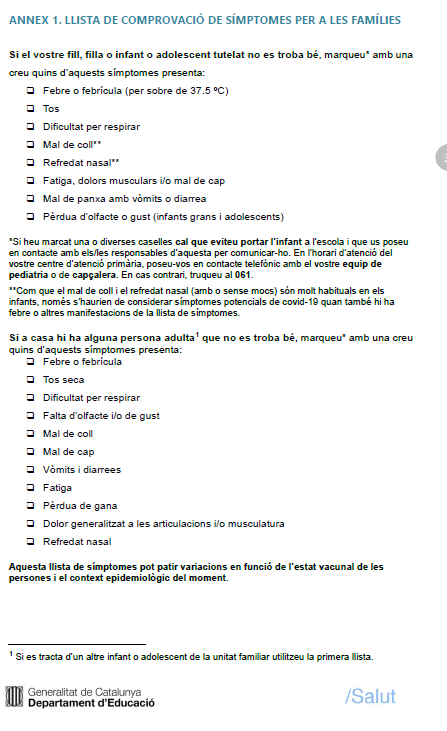 ANNEX 1. LLISTA DE COMPROVACIÓ DE SÍMPTOMES PER A LES FAMÍLIES
Si el vostre fill, filla o infant o adolescent tutelat no es troba bé, marqueu* amb una
creu quins d'aquests símptomes presenta:
❑ Febre o febrícula (per sobre de 37.5 ºC)
❑ Tos
❑ Dificultat per respirar
❑ Mal de coll**
❑ Refredat nasal**
❑ Fatiga, dolors musculars i/o mal de cap
❑ Mal de panxa amb vòmits o diarrea
❑ Pèrdua d'olfacte o gust (infants grans i adolescents)
*Si heu marcat una o diverses caselles cal que eviteu portar l'infant a l'escola i que us poseu
en contacte amb els/les responsables d'aquesta per comunicar-ho. En l'horari d'atenció del
vostre centre d'atenció primària, poseu-vos en contacte telefònic amb el vostre equip de
pediatria o de capçalera. En cas contrari, truqueu al 061.
**Com que el mal de coll i el refredat nasal (amb o sense mocs) són molt habituals en els
infants, només s'haurien de considerar símptomes potencials de covid-19 quan també hi ha
febre o altres manifestacions de la llista de símptomes.
Si a casa hi ha alguna persona adulta¹ que no es troba bé, marqueu* amb una creu
quins d'aquests símptomes presenta:
❑ Febre o febrícula
❑ Tos seca
❑ Dificultat per respirar
❑ Falta d'olfacte i/o de gust
❑ Mal de coll
❑ Mal de cap
❑ Vòmits i diarrees
❑ Fatiga
❑ Pèrdua de gana
❑ Dolor generalitzat a les articulacions i/o musculatura
❑ Refredat nasal
Aquesta llista de símptomes pot patir variacions en funció de l'estat vacunal de les
persones i el context epidemiològic del moment.
¹ Si es tracta d'un altre infant o adolescent de la unitat familiar utilitzeu la primera llista.
Generalitat de Catalunya
Departament d'Educació
/Salut